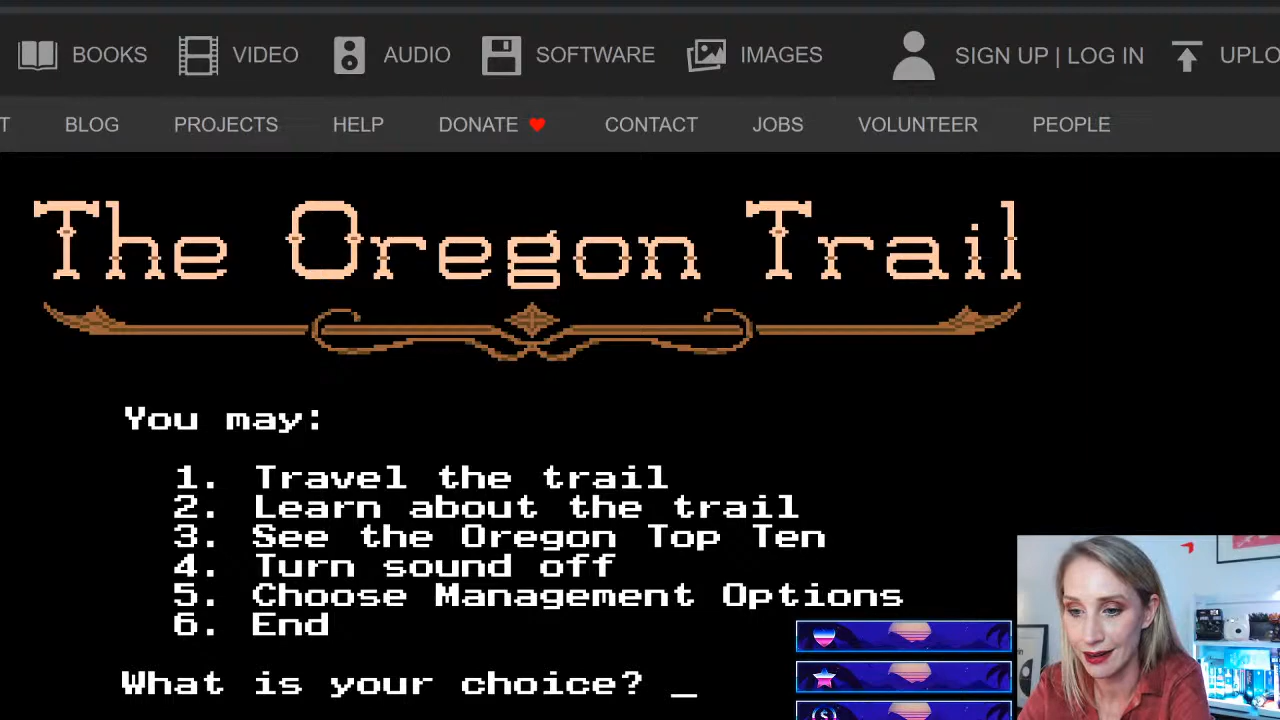 BOOKS VIDEO AUDIO SOFTWARE IMAGES SIGN UP | LOG IN UPLO
T BLOG PROJECTS HELP DONATE CONTACT JOBS VOLUNTEER PEOPLE
The Oregon Trail
You may:
1. Travel the trail
2. Learn about the trail
3. See the Oregon Top Ten
4. Turn sound off
5. Choose Management Options
6. End
What is your choice? _